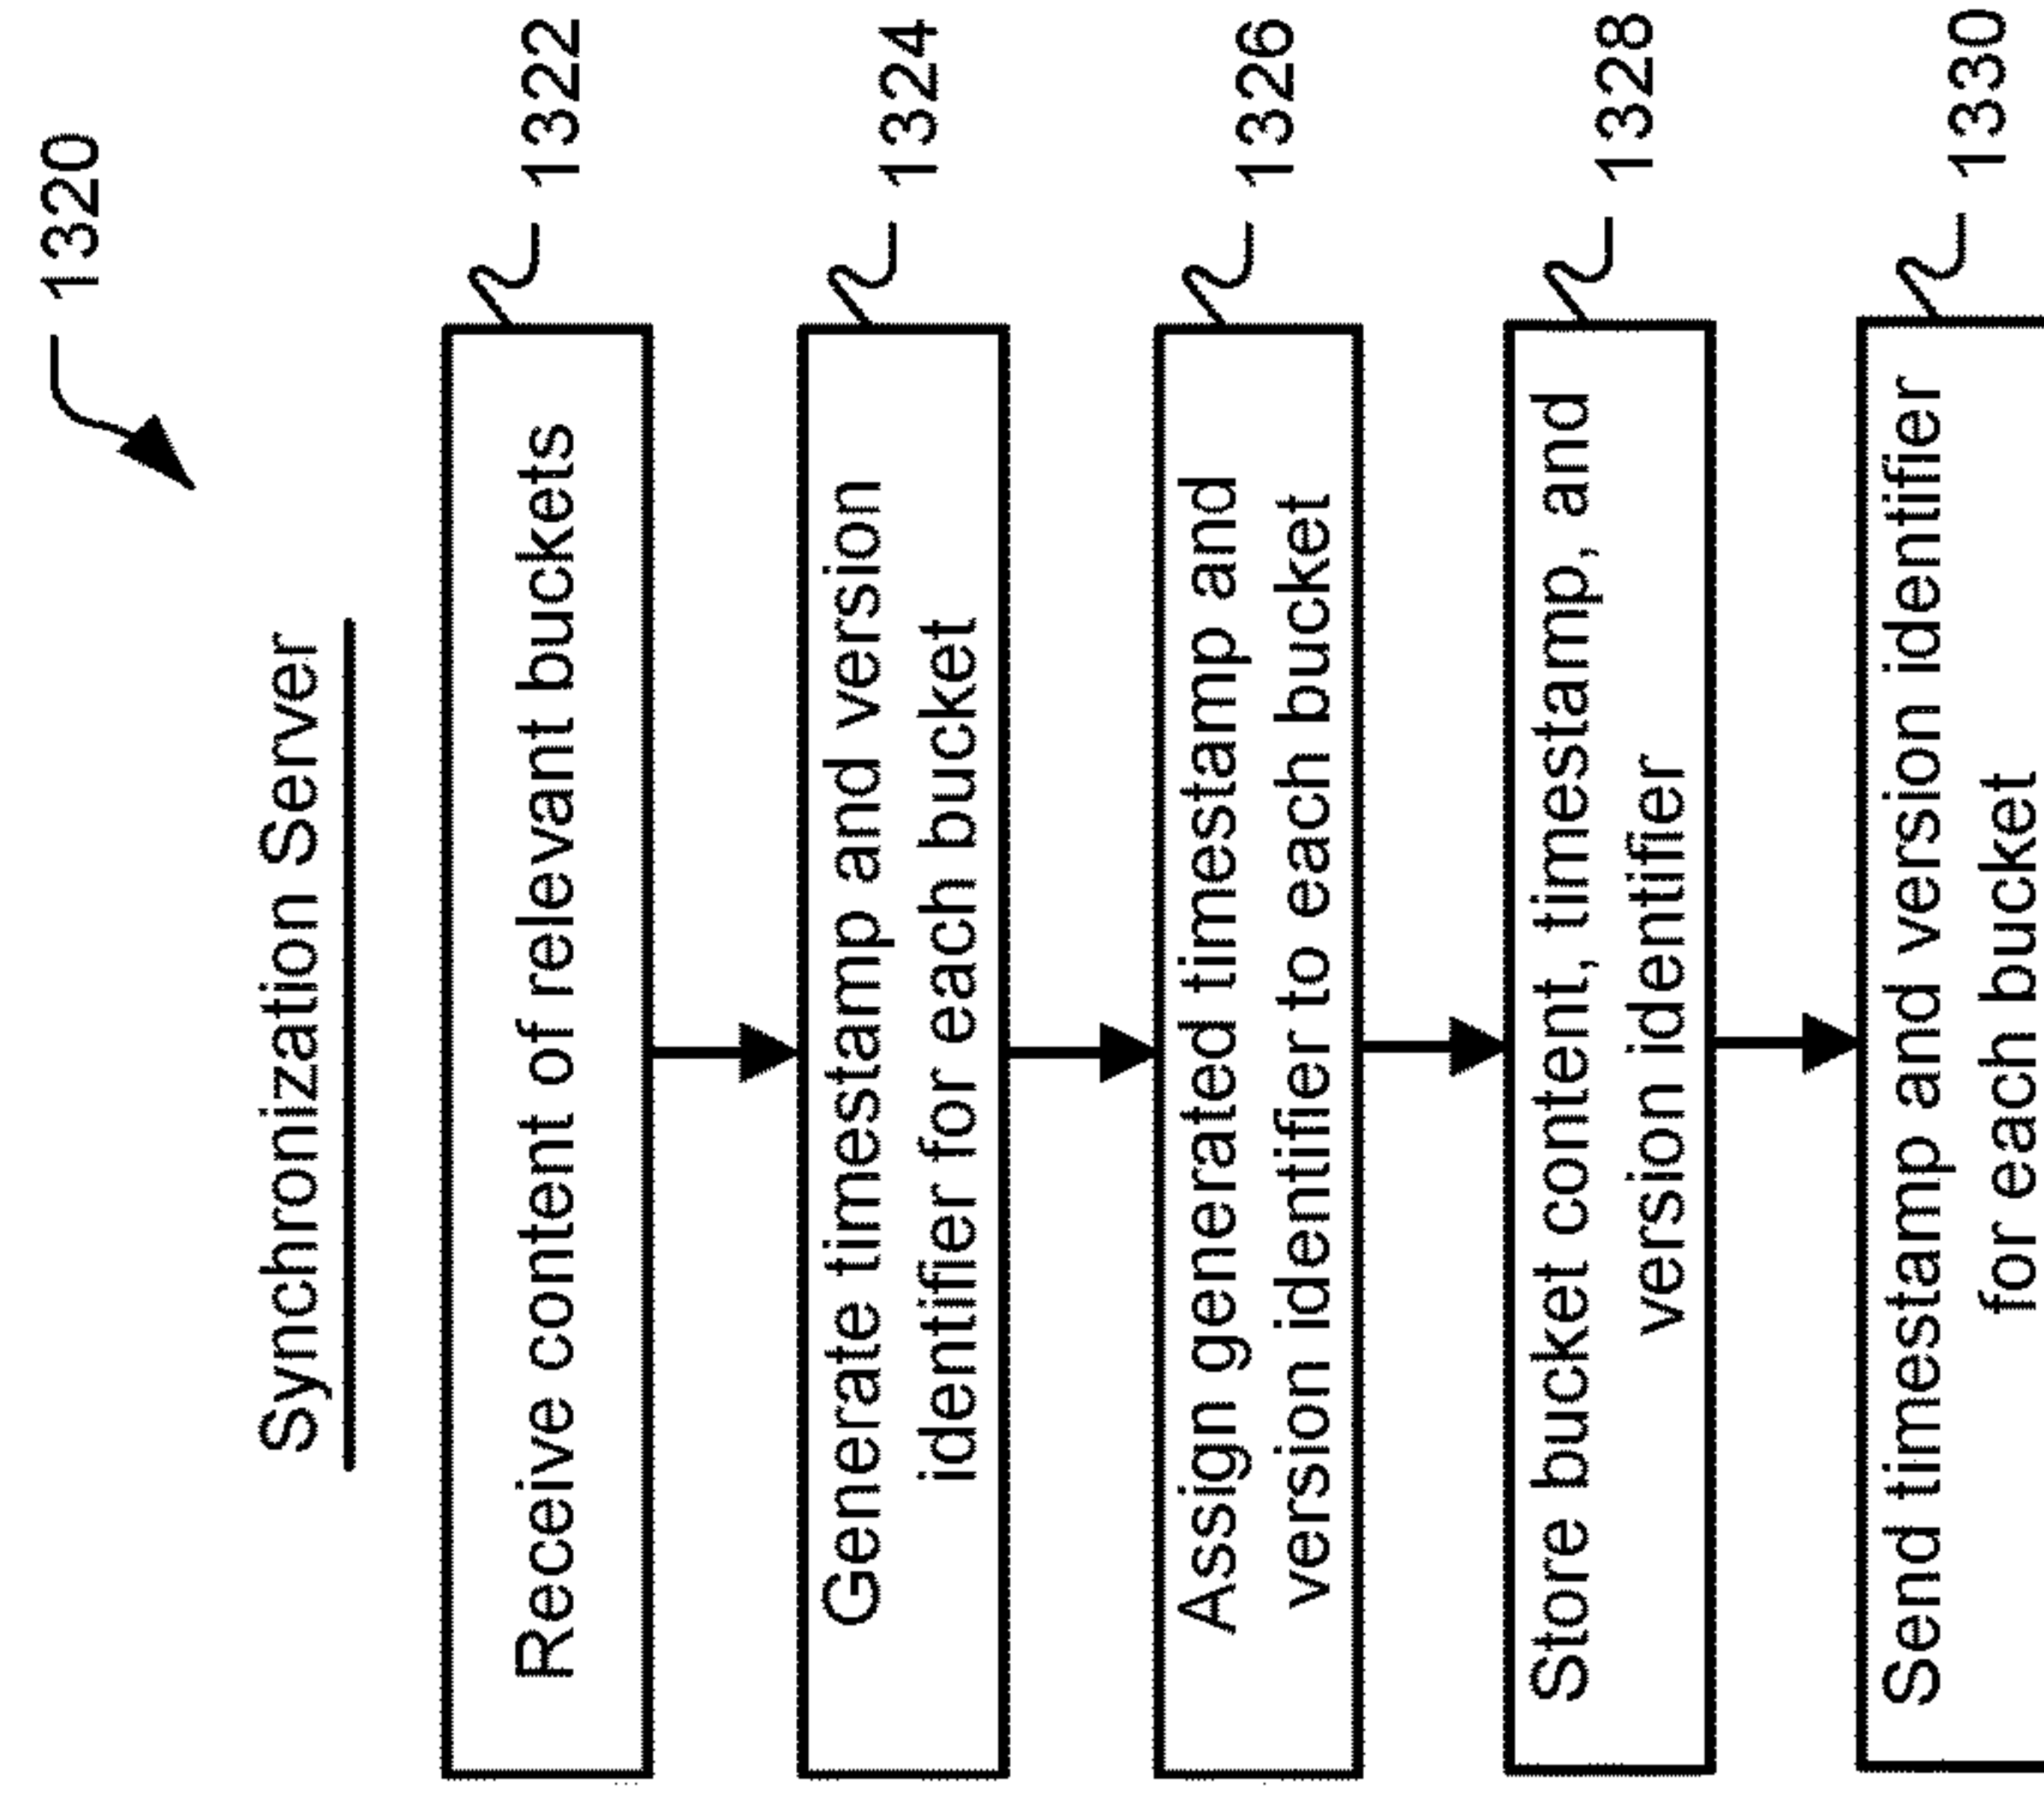 1320
Synchronization Server
Receive content of relevant buckets
1322
Generate timestamp and version
identifier for each bucket
1324
Assign generated timestamp and
version identifier to each bucket
1326
Store bucket content, timestamp, and
version identifier
1328
Send timestamp and version identifier
for each bucket
1330